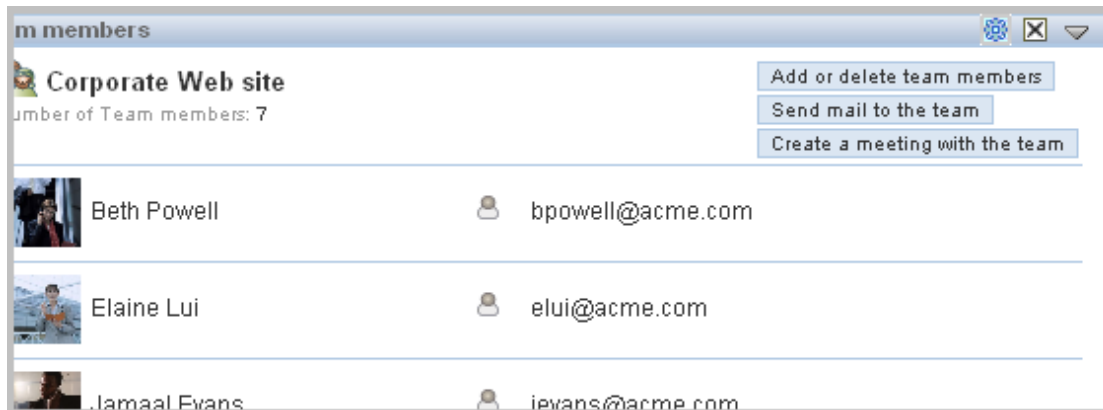 m members
Corporate Web site
umber of Team members: 7
Add or delete team members
Send mail to the team
Create a meeting with the team
Beth Powell bpowell@acme.com
Elaine Lui elui@acme.com
Jamaal Evans jevans@acme.com